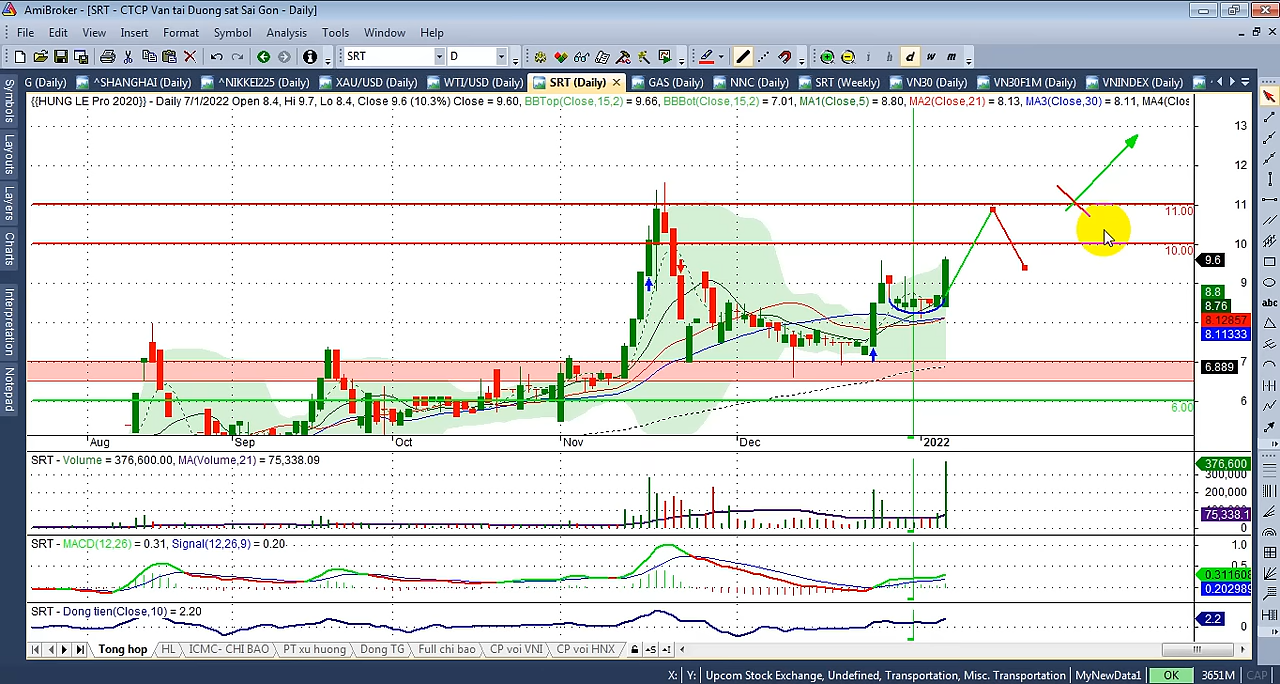 AmiBroker - [SRT - CTCP Van tai Duong sat Sai Gon - Daily]
File Edit View Insert Format Symbol Analysis Tools Window Help
SRT D
i h d w m
G (Daily) ^SHANGHAI (Daily) ^NIKKEI225 (Daily) XAU/USD (Daily) WTI/USD (Daily) SRT (Daily) GAS (Daily) NNC (Daily) SRT (Weekly) VN30 (Daily) VN30F1M (Daily) VNINDEX (Daily)
Symbols
Layouts
Layers
Charts
Interpretation
Notepad
{{HUNG LE Pro 2020}} - Daily 7/1/2022 Open 8.4, Hi 9.7, Lo 8.4, Close 9.6 (10.3%) Close = 9.60, BBTop(Close,15,2) = 9.66, BBBot(Close,15,2) = 7.01, MA1(Close,5) = 8.80, MA2(Close,21) = 8.13, MA3(Close,30) = 8.11, MA4(Clos
13
12
11
11.00
10
10.00
9.6
9
8.8
8.76
8.12857
8.11333
7
6.889
6
6.00
abc
Aug Sep Oct Nov Dec 2022
SRT - Volume = 376,600.00, MA(Volume,21) = 75,338.09
376,600
300,000
200,000
75,338.1
0
SRT - MACD(12,26) = 0.31, Signal(12,26,9) = 0.20
1.0
0.5
0.311608
0.202989
SRT - Dong tien(Close,10) = 2.20
2.2
0
Tong hop HL ICMC- CHI BAO PT xu huong Dong TG Full chi bao CP voi VNI CP voi HNX
X: Y: Upcom Stock Exchange, Undefined, Transportation, Misc. Transportation MyNewData1 OK 3651M CAP